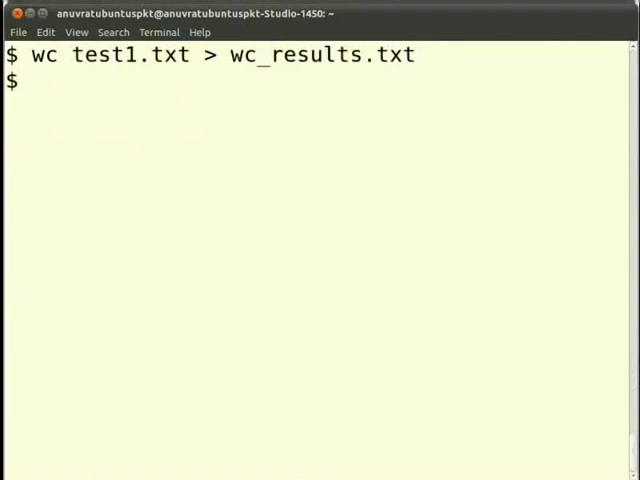 anuvratubuntuspkt@anuvratubuntuspkt-Studio-1450: ~
File Edit View Search Terminal Help
$ wc test1.txt > wc_results.txt
$